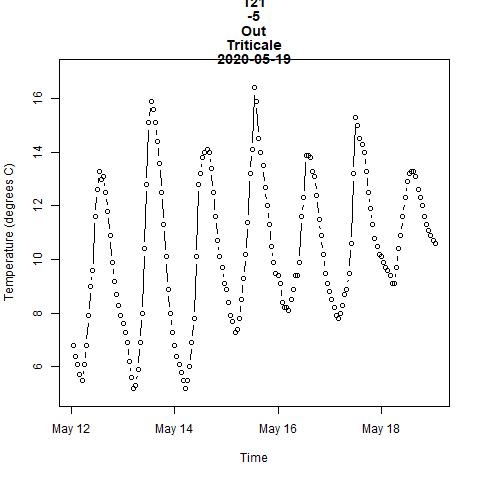 121
-5
Out
Triticale
2020-05-19
Temperature (degrees C)
16
14
12
10
8
6
May 12
May 14
May 16
May 18
Time